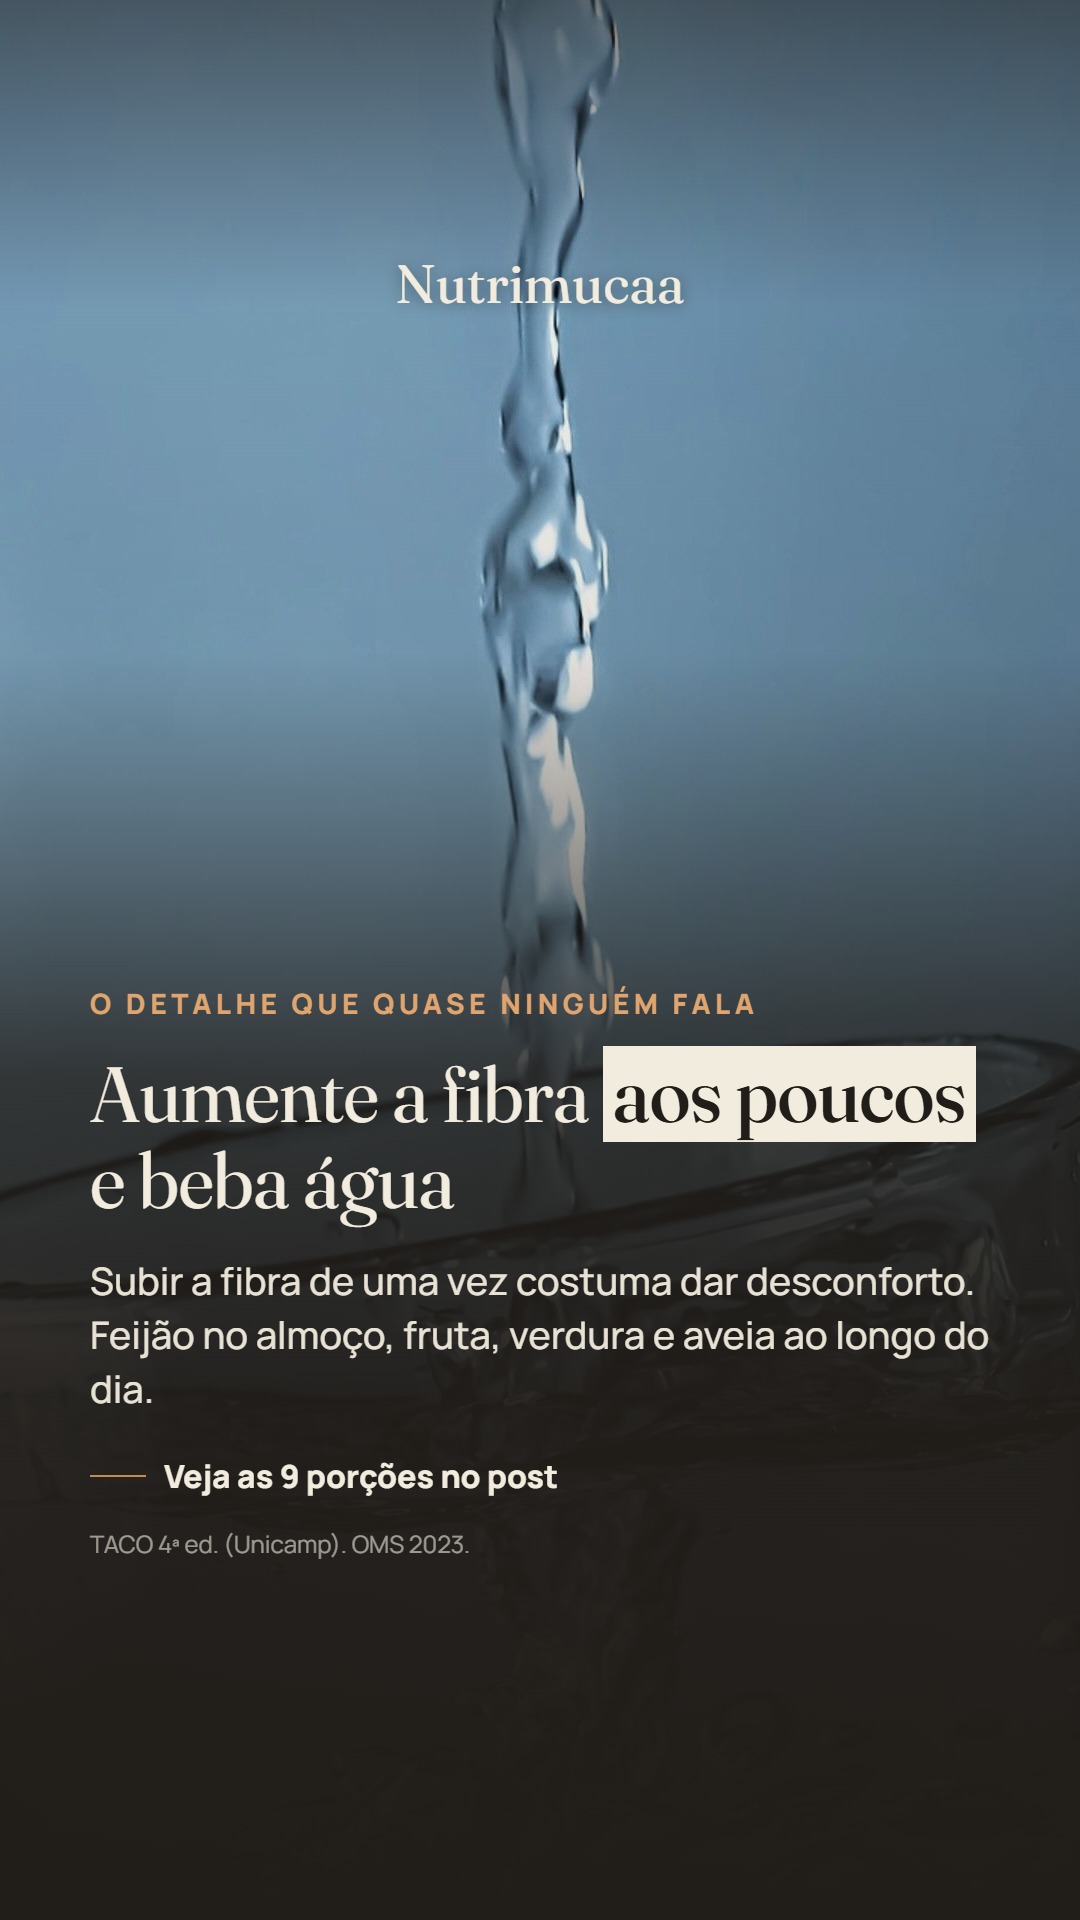 Nutrimucaa
O DETALHE QUE QUASE NINGUÉM FALA
Aumente a fibra aos poucos
e beba água
Subir a fibra de uma vez costuma dar desconforto.
Feijão no almoço, fruta, verdura e aveia ao longo do
dia.
Veja as 9 porções no post
TACO 4ª ed. (Unicamp). OMS 2023.